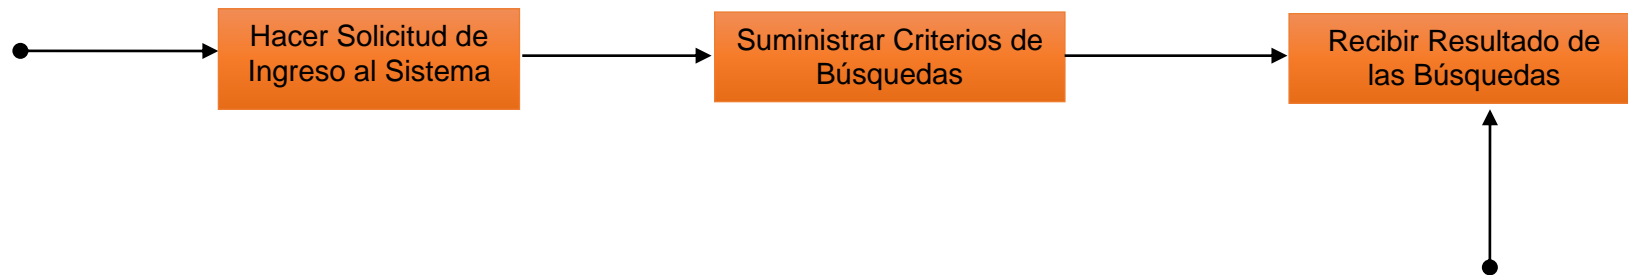 Hacer Solicitud de
Ingreso al Sistema
Suministrar Criterios de
Búsquedas
Recibir Resultado de
las Búsquedas